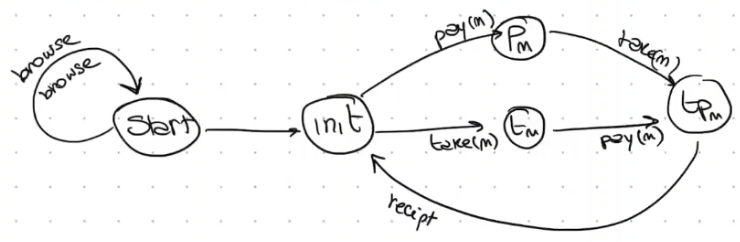 browse
browse
Start
init
pay(m)
Pm
take(m)
take(m)
tm
pay(m)
tpm
recipt